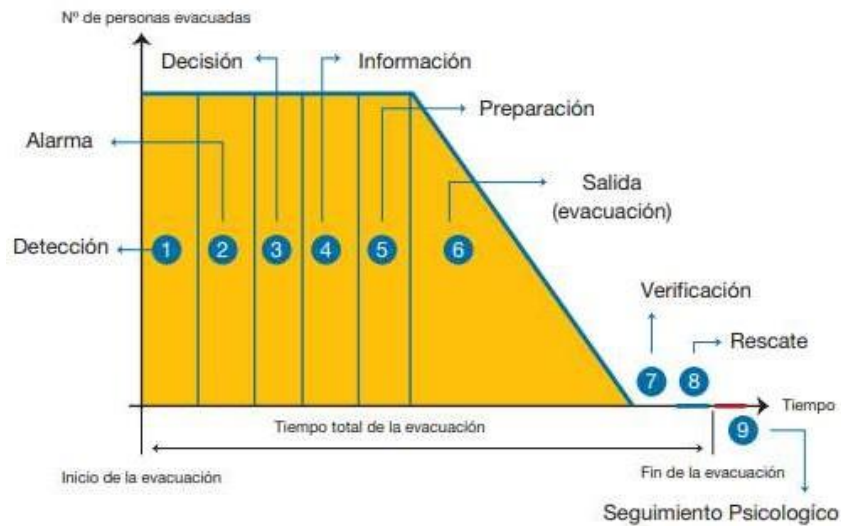 Nº de personas evacuadas
Decisión
Información
Preparación
Alarma
Salida
(evacuación)
Detección
1
2
3
4
5
6
Verificación
Rescate
7
8
Tiempo
9
Tiempo total de la evacuación
Inicio de la evacuación
Fin de la evacuación
Seguimiento Psicologico